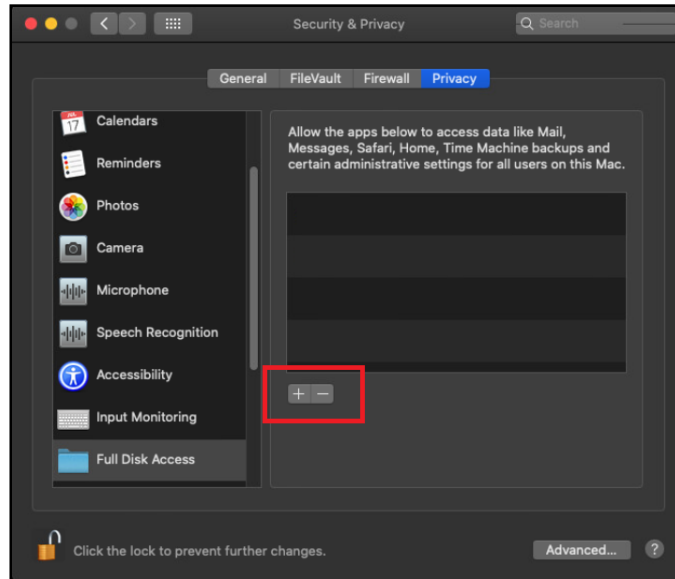 Security & Privacy
Search
General
FileVault
Firewall
Privacy
JUL
17
Calendars
Reminders
Photos
Camera
Microphone
Speech Recognition
Accessibility
Input Monitoring
Full Disk Access
Allow the apps below to access data like Mail,
Messages, Safari, Home, Time Machine backups and
certain administrative settings for all users on this Mac.
+ −
Click the lock to prevent further changes.
Advanced...
?